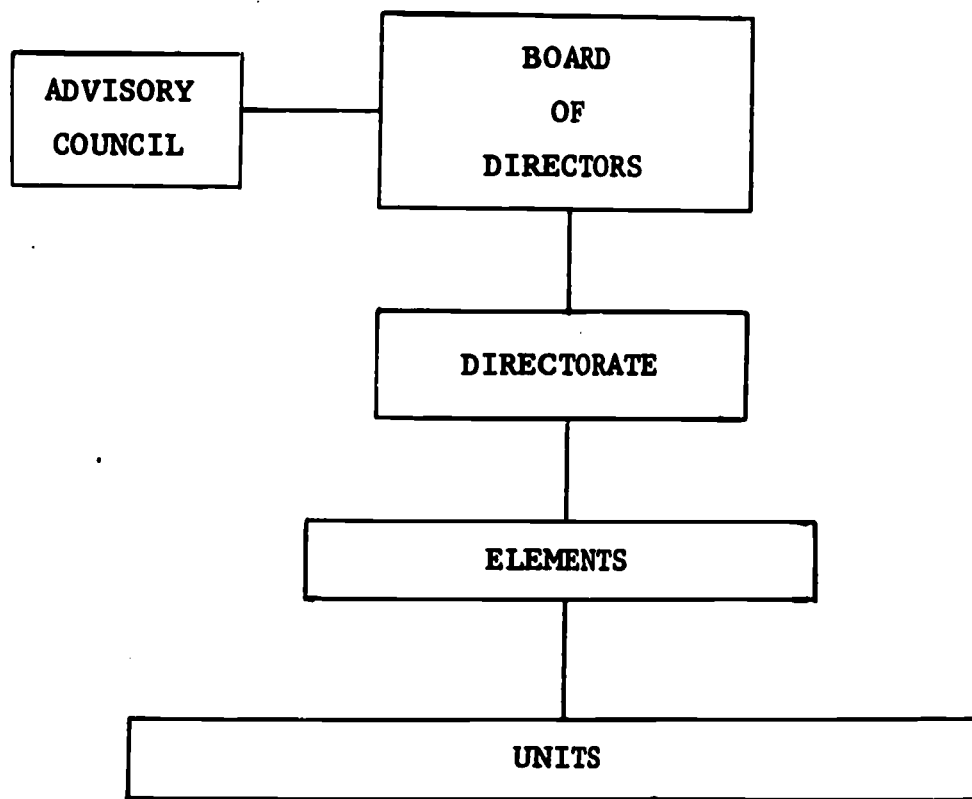 ADVISORY
COUNCIL
BOARD
OF
DIRECTORS
DIRECTORATE
ELEMENTS
UNITS